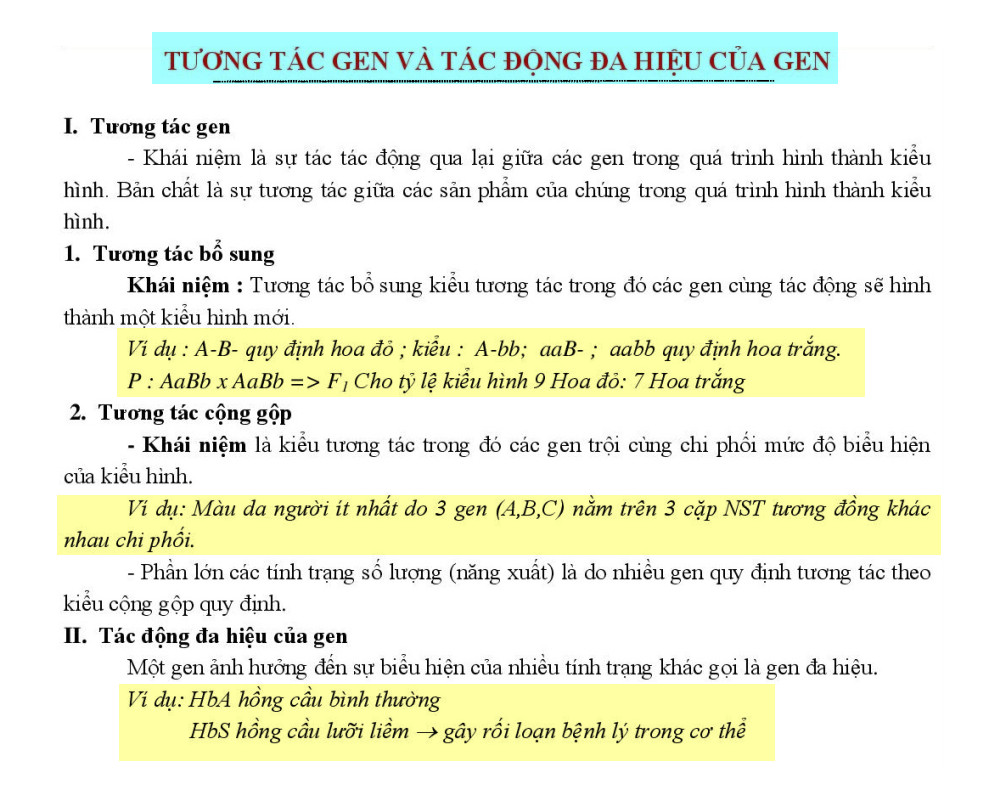 TƯƠNG TÁC GEN VÀ TÁC ĐỘNG ĐA HIỆU CỦA GEN
I. Tương tác gen
- Khái niệm là sự tác tác động qua lại giữa các gen trong quá trình hình thành kiểu
hình. Bản chất là sự tương tác giữa các sản phẩm của chúng trong quá trình hình thành kiểu
hình.
1. Tương tác bổ sung
Khái niệm : Tương tác bổ sung kiểu tương tác trong đó các gen cùng tác động sẽ hình
thành một kiểu hình mới.
Ví dụ : A-B- quy định hoa đỏ ; kiểu : A-bb; aaB- ; aabb quy định hoa trắng.
P : AaBb x AaBb => F1 Cho tỷ lệ kiểu hình 9 Hoa đỏ: 7 Hoa trắng
2. Tương tác cộng gộp
- Khái niệm là kiểu tương tác trong đó các gen trội cùng chi phối mức độ biểu hiện
của kiểu hình.
Ví dụ: Màu da người ít nhất do 3 gen (A,B,C) nằm trên 3 cặp NST tương đồng khác
nhau chi phối.
- Phần lớn các tính trạng số lượng (năng xuất) là do nhiều gen quy định tương tác theo
kiểu cộng gộp quy định.
II. Tác động đa hiệu của gen
Một gen ảnh hưởng đến sự biểu hiện của nhiều tính trạng khác gọi là gen đa hiệu.
Ví dụ: HbA hồng cầu bình thường
HbS hồng cầu lưỡi liềm → gây rối loạn bệnh lý trong cơ thể